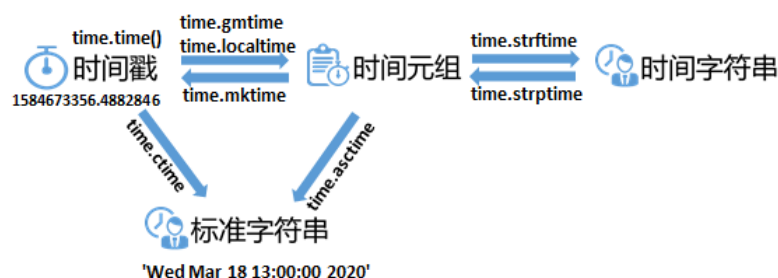 time.gmtime
time.time()
time.localtime
time.strftime
时间戳
时间元组
时间字符串
1584673356.4882846
time.mktime
time.strptime
time.ctime
time.asctime
标准字符串
'Wed Mar 18 13:00:00 2020'